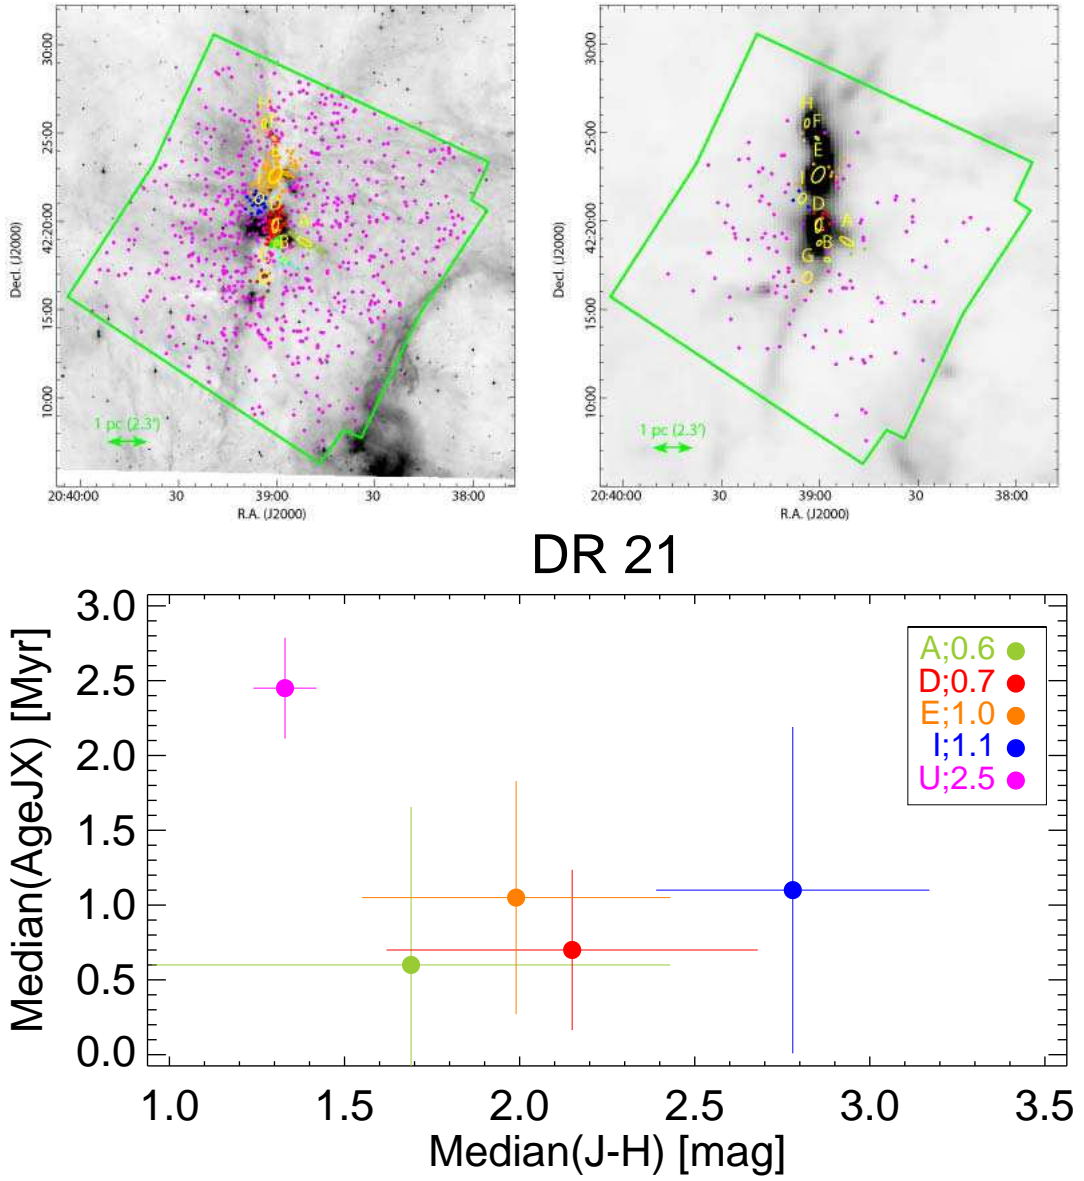 30:00
25:00
42:20:00
15:00
10:00
Decl. (J2000)
H
E
I
D
A
B
1 pc (2.3')
20:40:00 30 39:00 30 38:00
R.A. (J2000)
30:00
25:00
42:20:00
15:00
10:00
Decl. (J2000)
H
F
E
I
D
A
B
G
1 pc (2.3')
20:40:00 30 39:00 30 38:00
R.A. (J2000)
DR 21
3.0
2.5
2.0
1.5
1.0
0.5
0.0
Median(AgeJX) [Myr]
A;0.6
D;0.7
E;1.0
I;1.1
U;2.5
1.0 1.5 2.0 2.5 3.0 3.5
Median(J-H) [mag]